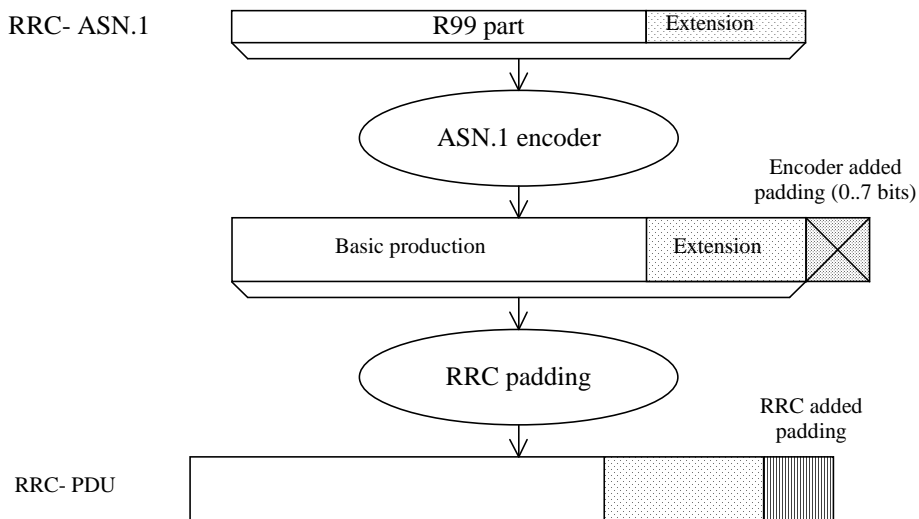 RRC- ASN.1
R99 part
Extension
ASN.1 encoder
Encoder added
padding (0..7 bits)
Basic production
Extension
RRC padding
RRC added
padding
RRC- PDU